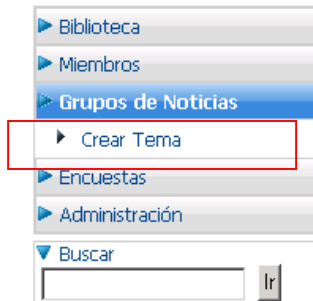 Biblioteca
Miembros
Grupos de Noticias
Crear Tema
Encuestas
Administración
Buscar
Ir